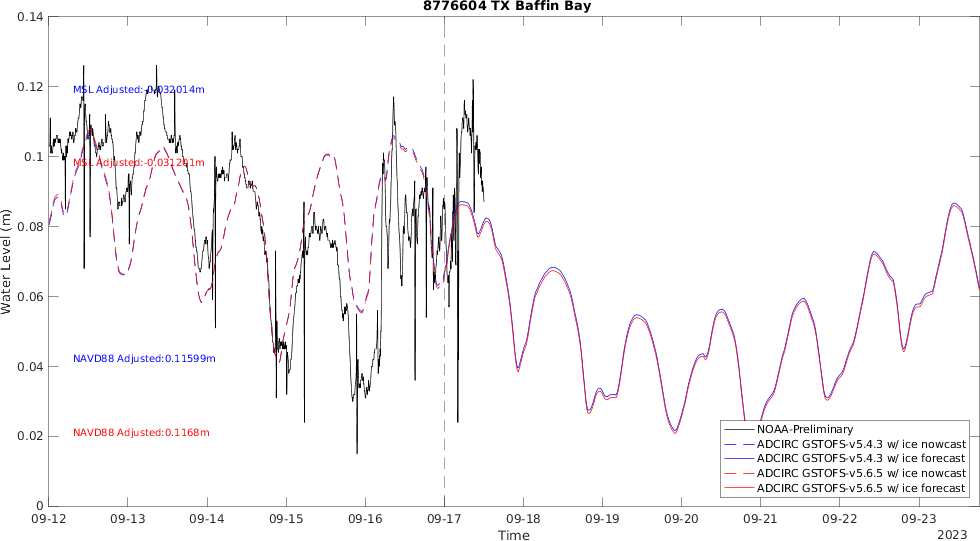 8776604 TX Baffin Bay
0.14
0.12
0.1
0.08
0.06
0.04
0.02
0
Water Level (m)
MSL Adjusted:-0.032014m
MSL Adjusted:-0.031201m
NAVD88 Adjusted:0.11599m
NAVD88 Adjusted:0.1168m
NOAA-Preliminary
ADCIRC GSTOFS-v5.4.3 w/ ice nowcast
ADCIRC GSTOFS-v5.4.3 w/ ice forecast
ADCIRC GSTOFS-v5.6.5 w/ ice nowcast
ADCIRC GSTOFS-v5.6.5 w/ ice forecast
09-12 09-13 09-14 09-15 09-16 09-17 09-18 09-19 09-20 09-21 09-22 09-23
Time
2023